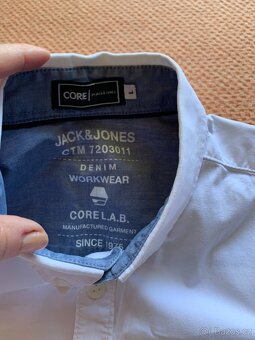 CORE
L
JACK&JONES
CTM 7203011
DENIM
WORKWEAR
CORE L.A.B.
MANUFACTURED GARMENT
SINCE 1975